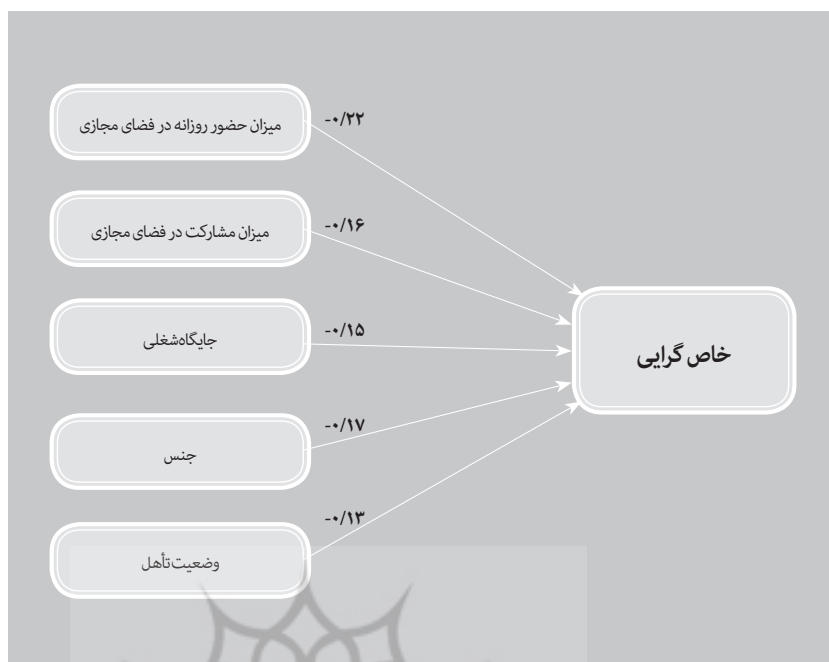 میزان حضور روزانه در فضای مجازی
-۰/۲۲
میزان مشارکت در فضای مجازی
-۰/۱۶
جایگاه‌شغلی
-۰/۱۵
خاص گرایی
جنس
-۰/۱۷
وضعیت تأهل
-۰/۱۳